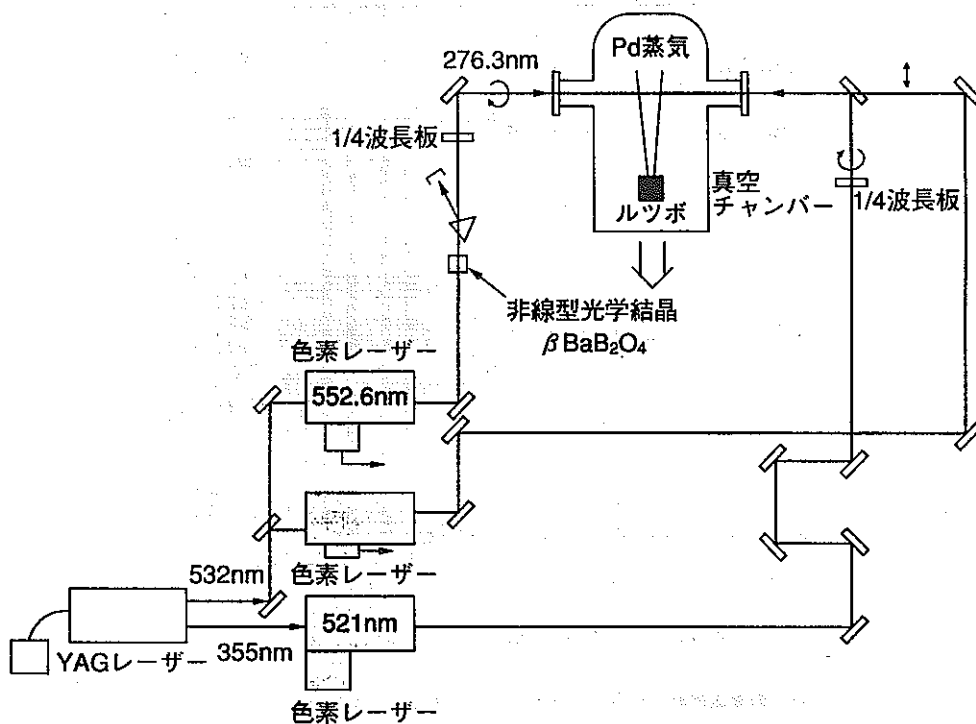 Pd蒸気
276.3nm
1/4波長板
真空
チャンバー
ルツボ
1/4波長板
非線型光学結晶
βBaB₂O₄
色素レーザー
552.6nm
色素レーザー
532nm
521nm
YAGレーザー
355nm
色素レーザー